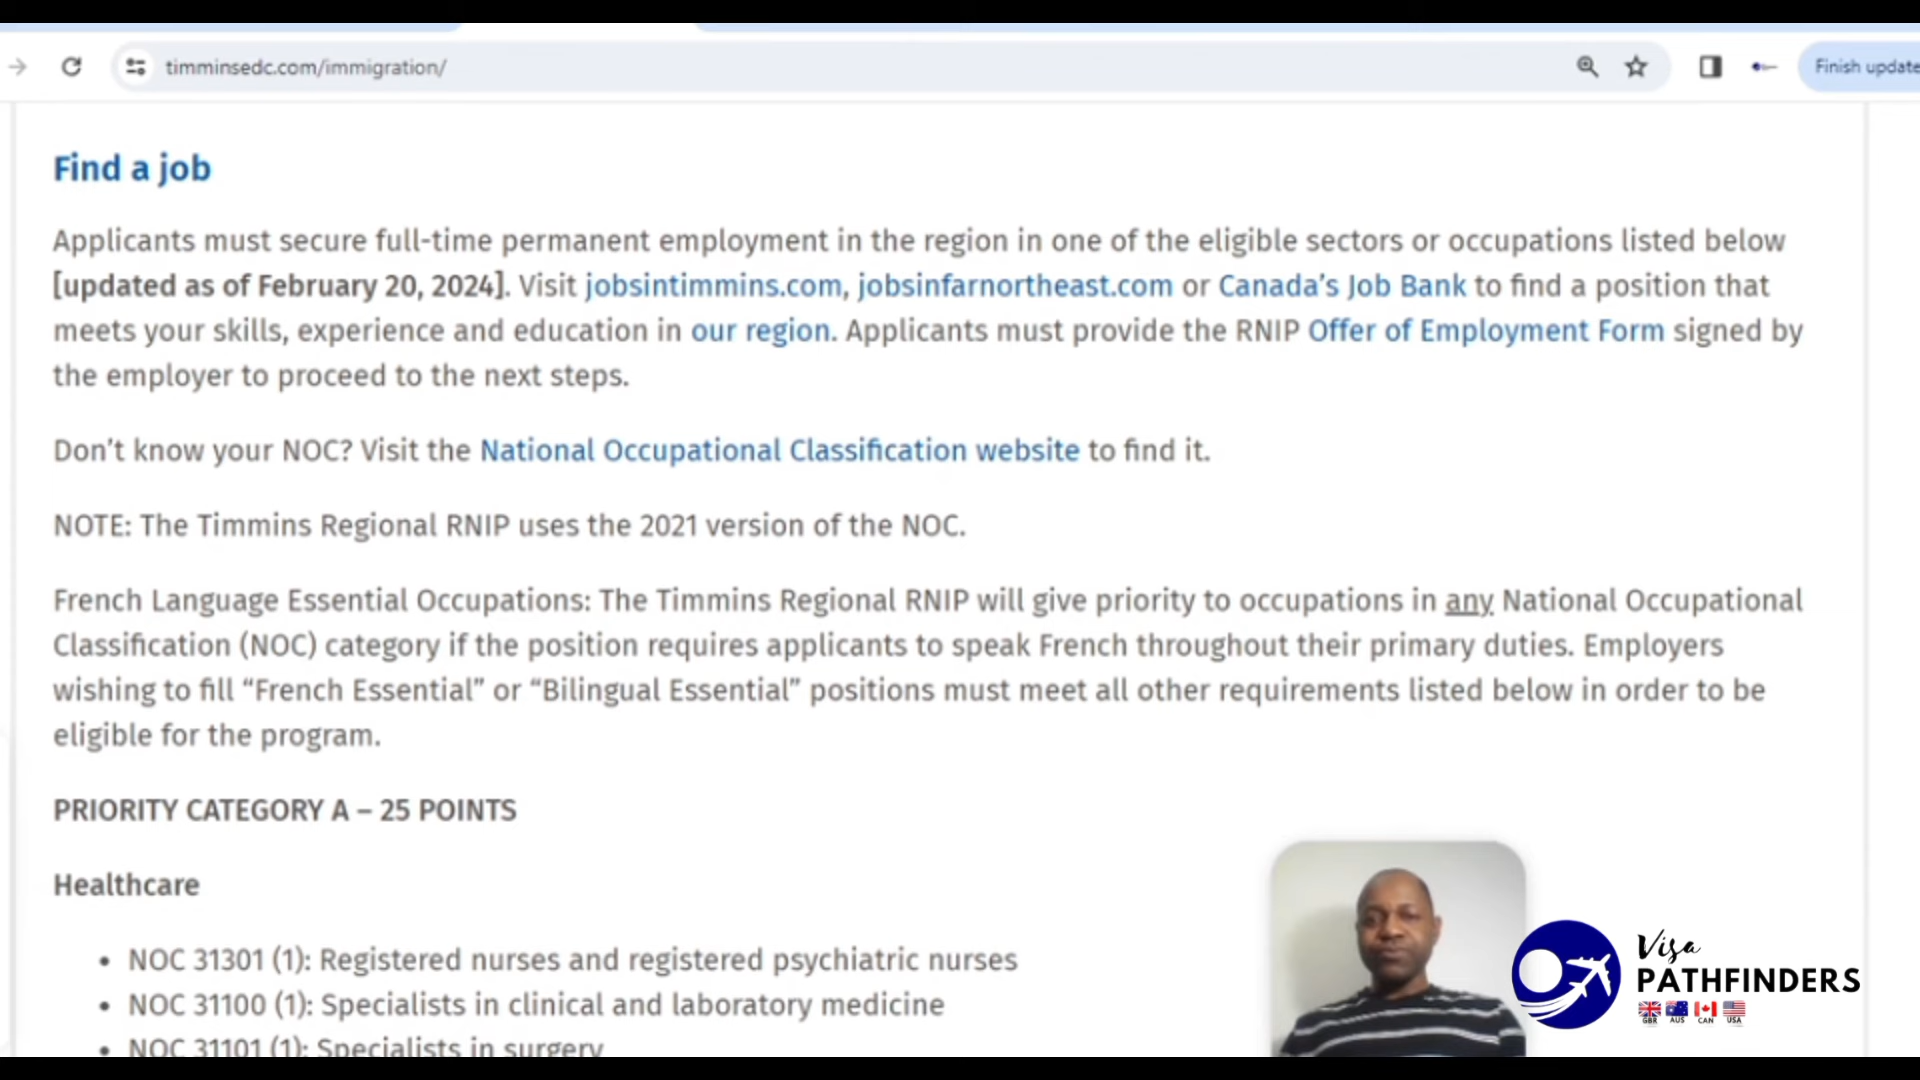 timminsedc.com/immigration/
Finish update
Find a job
Applicants must secure full-time permanent employment in the region in one of the eligible sectors or occupations listed below
[updated as of February 20, 2024]. Visit jobsintimmins.com, jobsinfarnortheast.com or Canada’s Job Bank to find a position that
meets your skills, experience and education in our region. Applicants must provide the RNIP Offer of Employment Form signed by
the employer to proceed to the next steps.
Don’t know your NOC? Visit the National Occupational Classification website to find it.
NOTE: The Timmins Regional RNIP uses the 2021 version of the NOC.
French Language Essential Occupations: The Timmins Regional RNIP will give priority to occupations in any National Occupational
Classification (NOC) category if the position requires applicants to speak French throughout their primary duties. Employers
wishing to fill “French Essential” or “Bilingual Essential” positions must meet all other requirements listed below in order to be
eligible for the program.
PRIORITY CATEGORY A – 25 POINTS
Healthcare
• NOC 31301 (1): Registered nurses and registered psychiatric nurses
• NOC 31100 (1): Specialists in clinical and laboratory medicine
• NOC 31101 (1): Specialists in surgery
Visa
PATHFINDERS
GBR AUS CAN USA